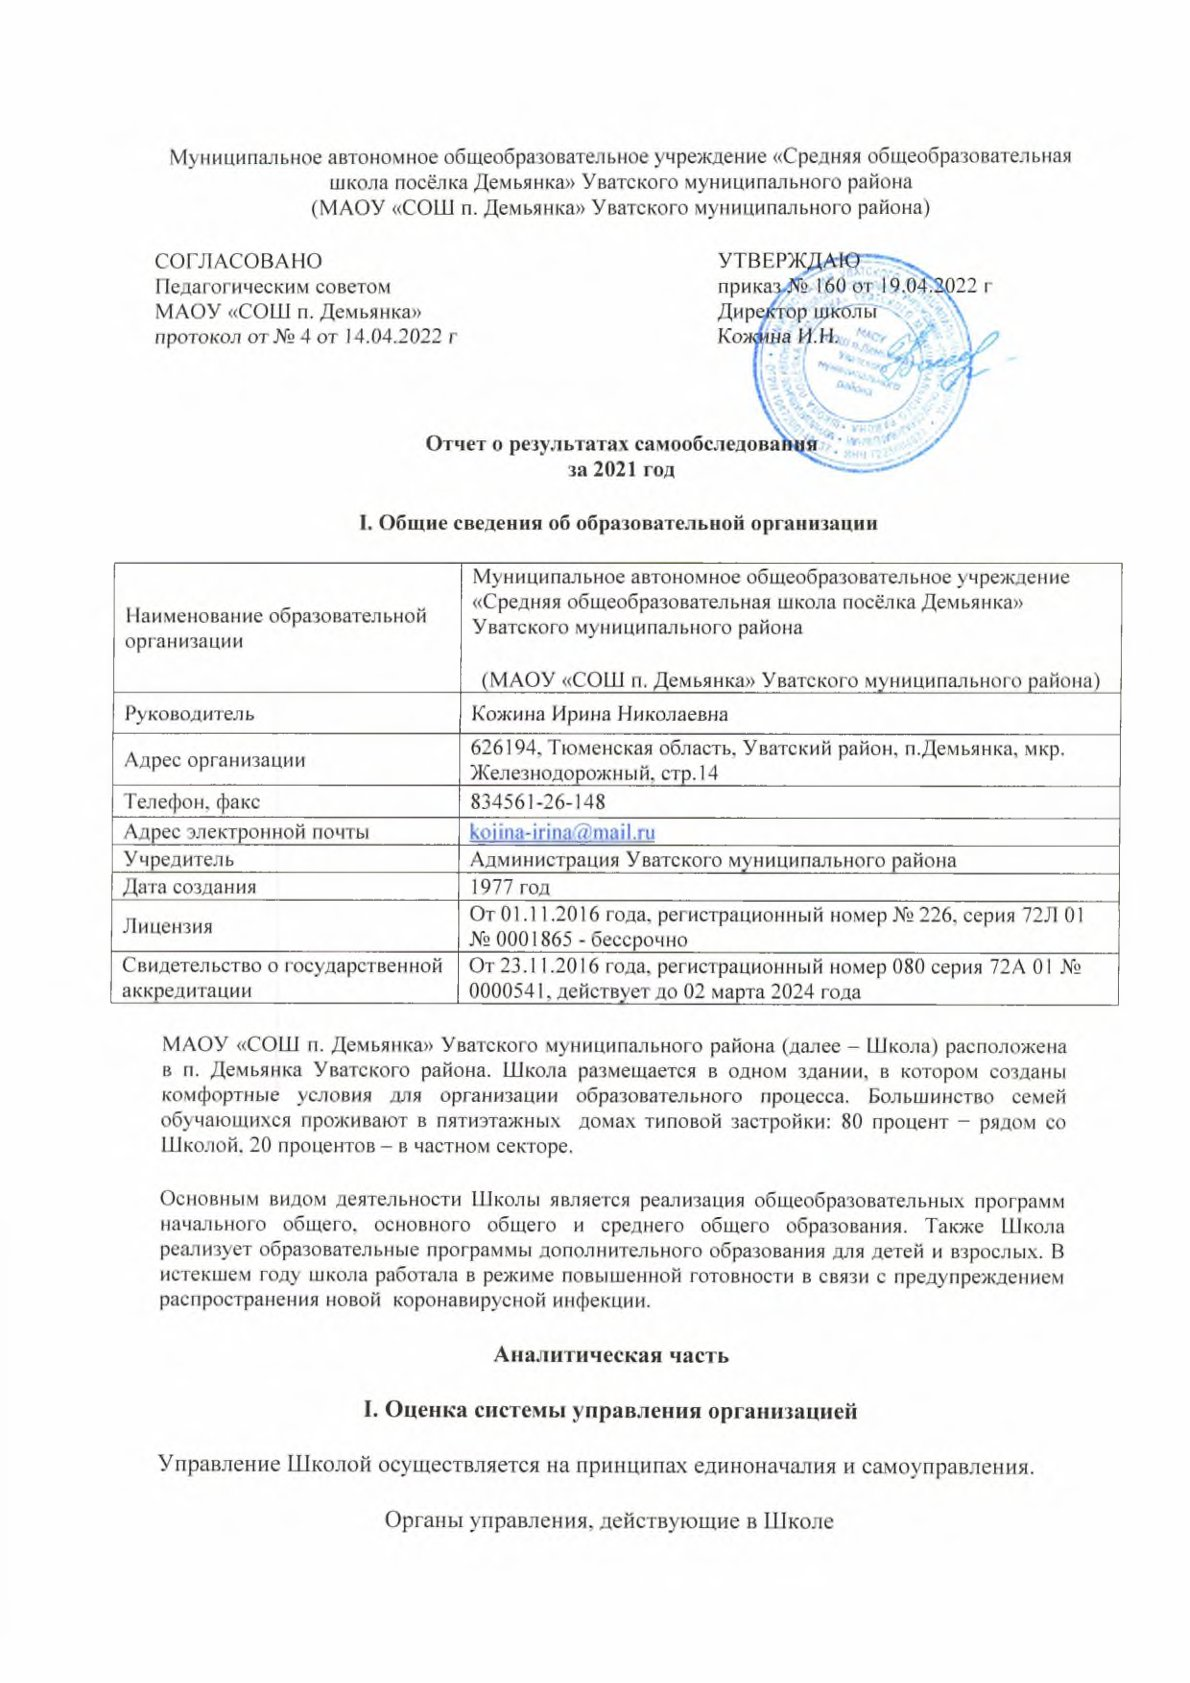 Муниципальное автономное общеобразовательное учреждение «Средняя общеобразовательная
школа посёлка Демьянка» Уватского муниципального района
(МАОУ «СОШ п. Демьянка» Уватского муниципального района)
СОГЛАСОВАНО
Педагогическим советом
МАОУ «СОШ п. Демьянка»
протокол от № 4 от 14.04.2022 г
УТВЕРЖДАЮ
приказ № 160 от 19.04.2022 г
Директор школы
Кожина И.Н.
МАОУ
Уватского
муниципального
района
Отчет о результатах самообследования
за 2021 год
I. Общие сведения об образовательной организации
Наименование образовательной
организации
Муниципальное автономное общеобразовательное учреждение
«Средняя общеобразовательная школа посёлка Демьянка»
Уватского муниципального района
(МАОУ «СОШ п. Демьянка» Уватского муниципального района)
Руководитель
Кожина Ирина Николаевна
Адрес организации
626194, Тюменская область, Уватский район, п.Демьянка, мкр.
Железнодорожный, стр.14
Телефон, факс
834561-26-148
Адрес электронной почты
kojina-irina@mail.ru
Учредитель
Администрация Уватского муниципального района
Дата создания
1977 год
Лицензия
От 01.11.2016 года, регистрационный номер № 226, серия 72Л 01
№ 0001865 - бессрочно
Свидетельство о государственной
аккредитации
От 23.11.2016 года, регистрационный номер 080 серия 72А 01 №
0000541, действует до 02 марта 2024 года
МАОУ «СОШ п. Демьянка» Уватского муниципального района (далее – Школа) расположена
в п. Демьянка Уватского района. Школа размещается в одном здании, в котором созданы
комфортные условия для организации образовательного процесса. Большинство семей
обучающихся проживают в пятиэтажных домах типовой застройки: 80 процент − рядом со
Школой, 20 процентов – в частном секторе.
Основным видом деятельности Школы является реализация общеобразовательных программ
начального общего, основного общего и среднего общего образования. Также Школа
реализует образовательные программы дополнительного образования для детей и взрослых. В
истекшем году школа работала в режиме повышенной готовности в связи с предупреждением
распространения новой коронавирусной инфекции.
Аналитическая часть
I. Оценка системы управления организацией
Управление Школой осуществляется на принципах единоначалия и самоуправления.
Органы управления, действующие в Школе